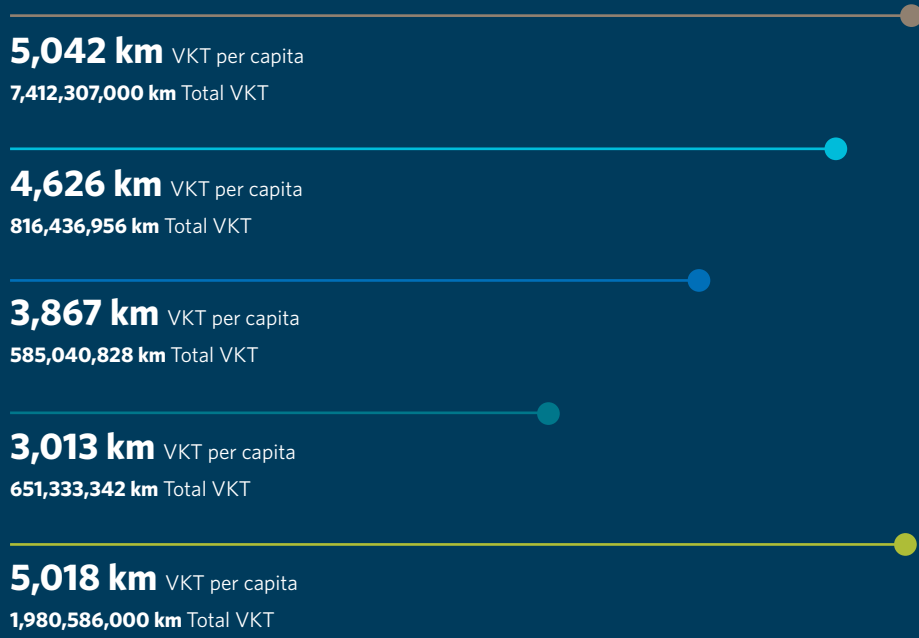 5,042 km VKT per capita
7,412,307,000 km Total VKT
4,626 km VKT per capita
816,436,956 km Total VKT
3,867 km VKT per capita
585,040,828 km Total VKT
3,013 km VKT per capita
651,333,342 km Total VKT
5,018 km VKT per capita
1,980,586,000 km Total VKT